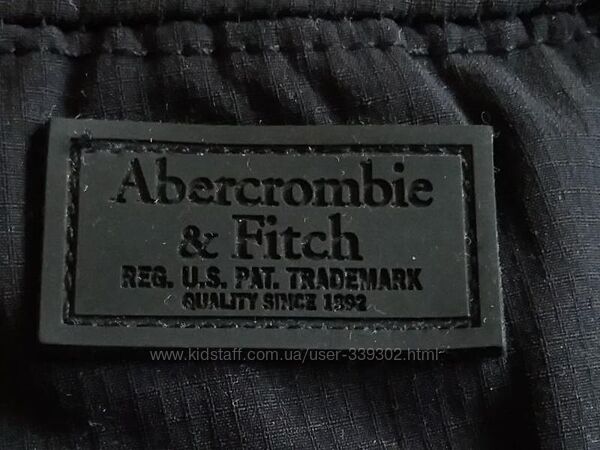 Abercrombie
& Fitch
REG. U.S. PAT. TRADEMARK
QUALITY SINCE 1892
www.kidstaff.com.ua/user-339302.html